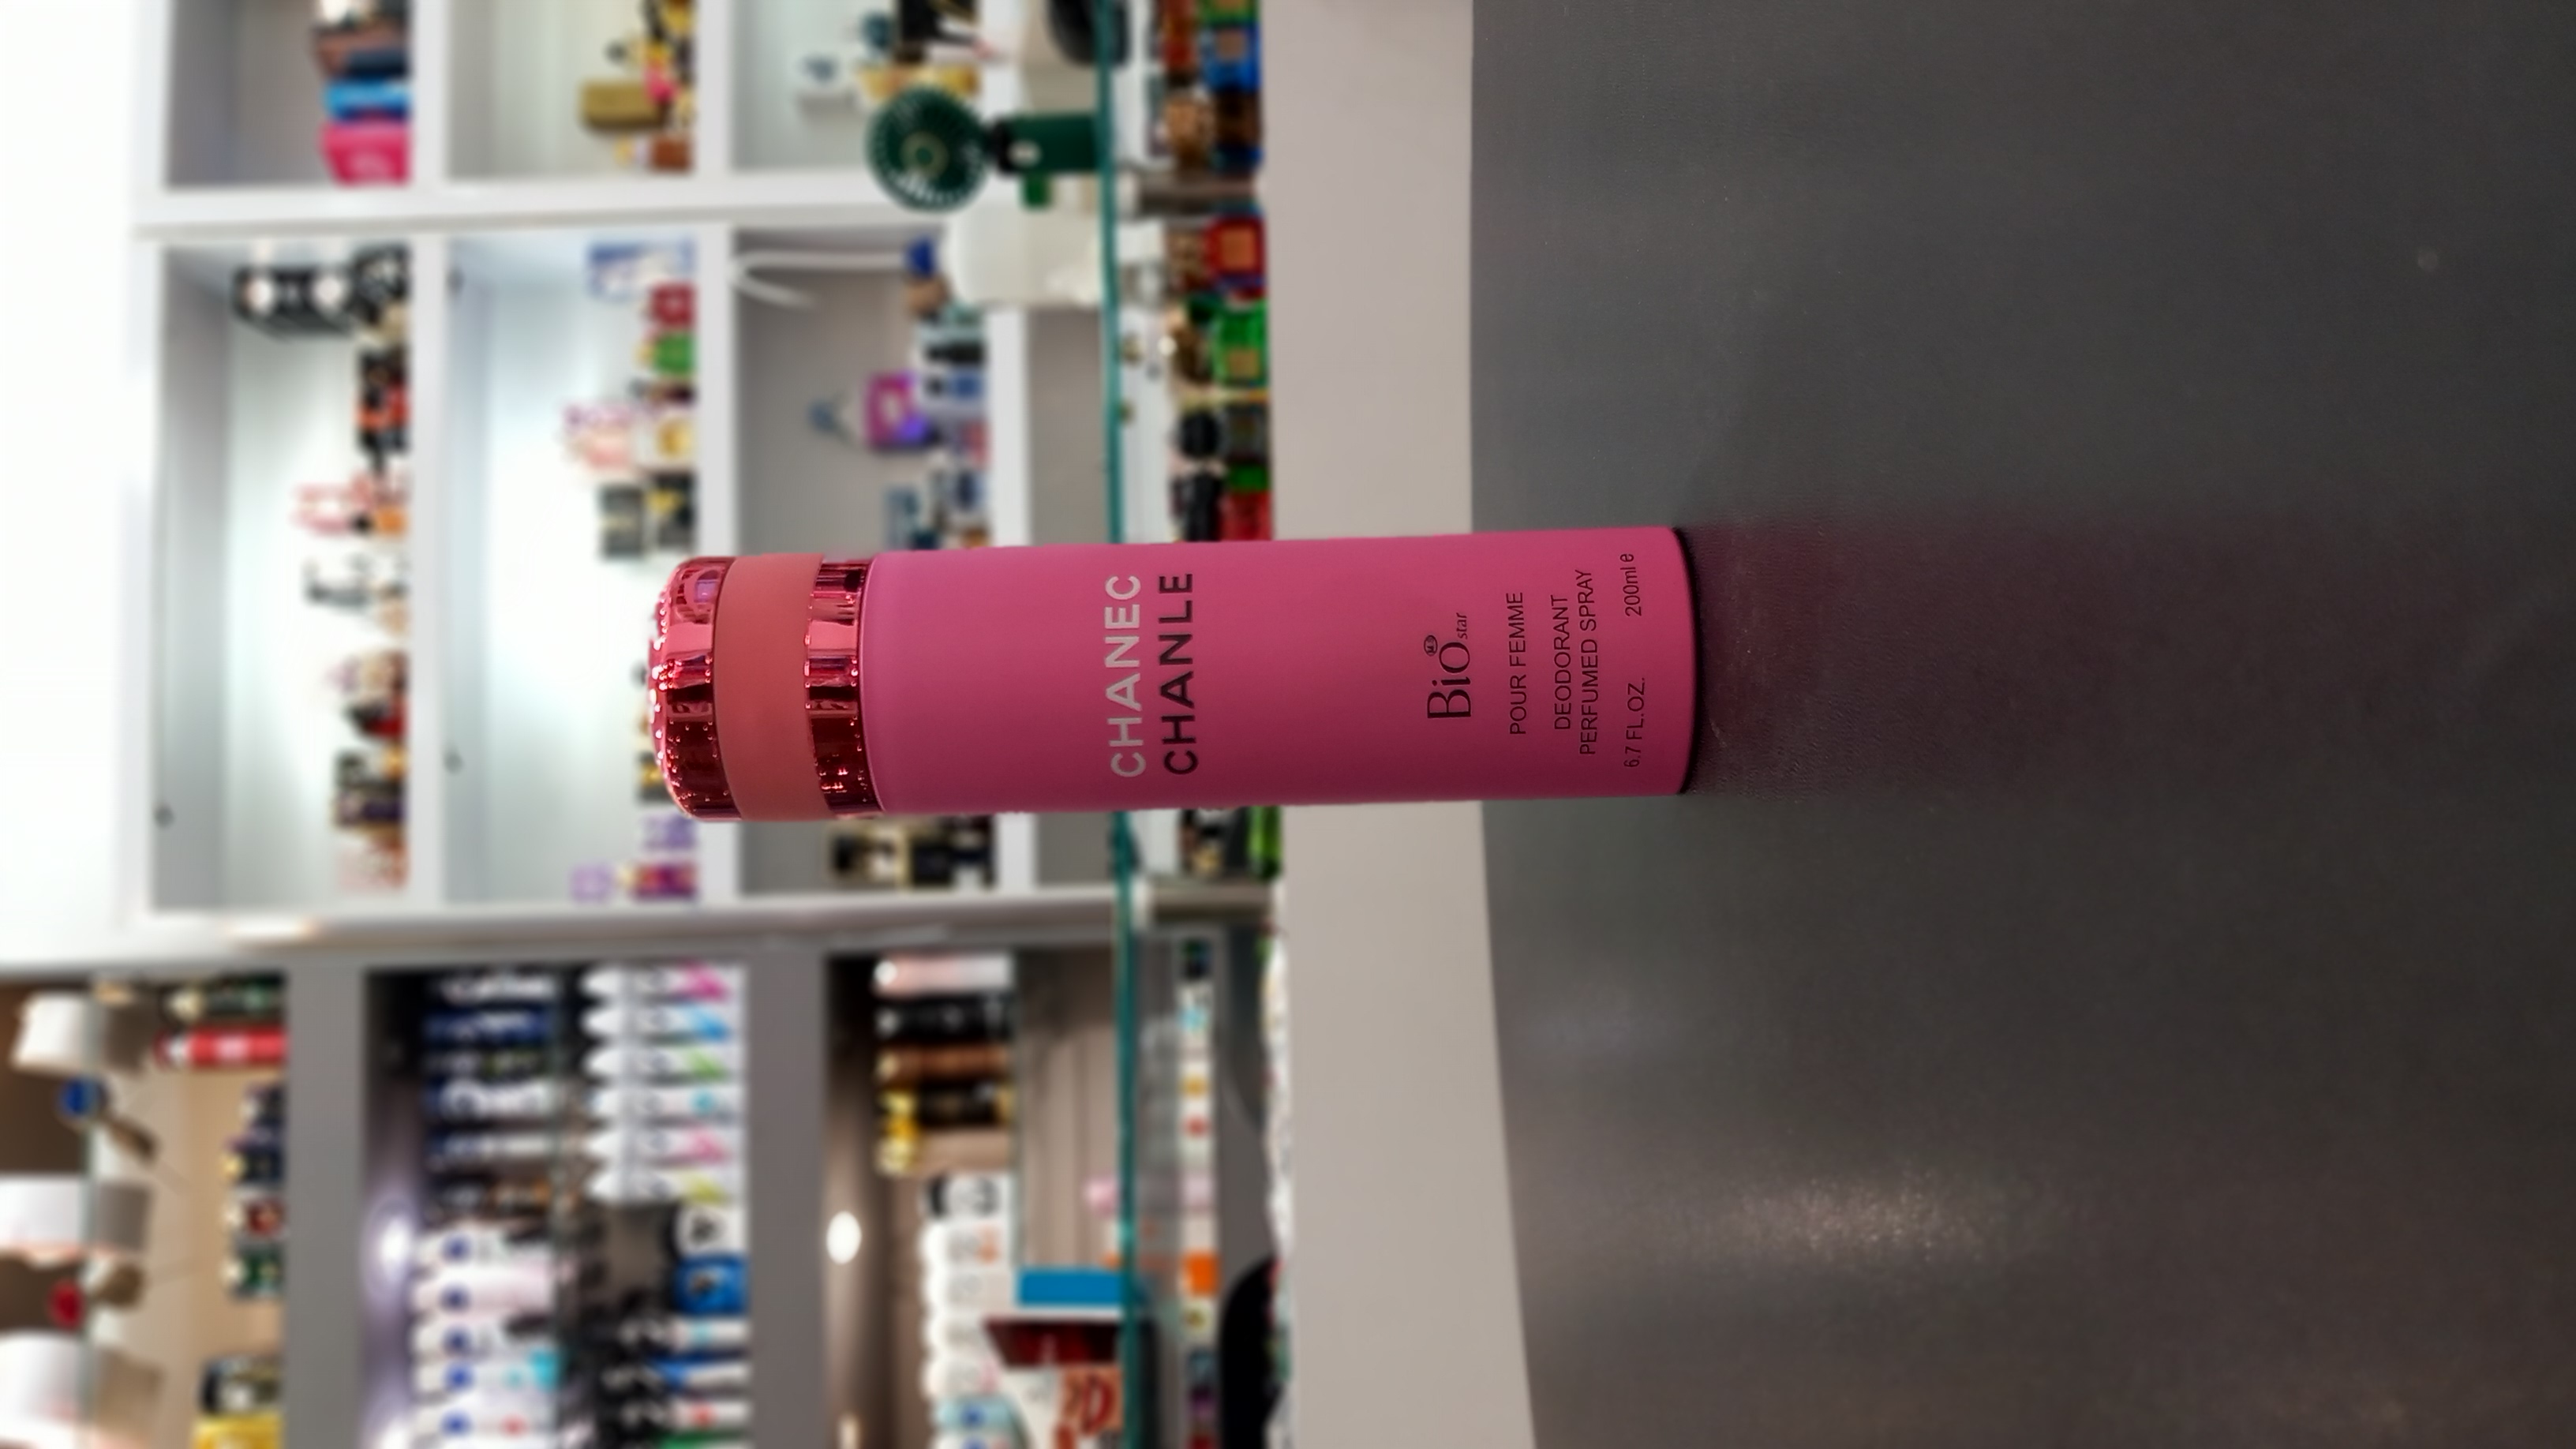 CHANEC
CHANLE
BiO star
POUR FEMME
DEODORANT
PERFUMED SPRAY
6.7 FL.OZ. 200ml e